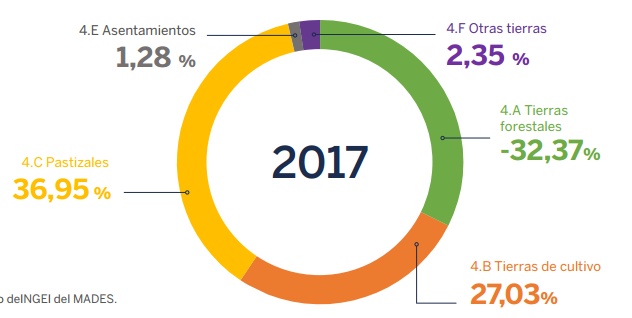 4.E Asentamientos
1,28 %
4.F Otras tierras
2,35 %
4.A Tierras
forestales
-32,37%
2017
4.C Pastizales
36,95 %
4.B Tierras de cultivo
27,03%
deINGEI del MADES.